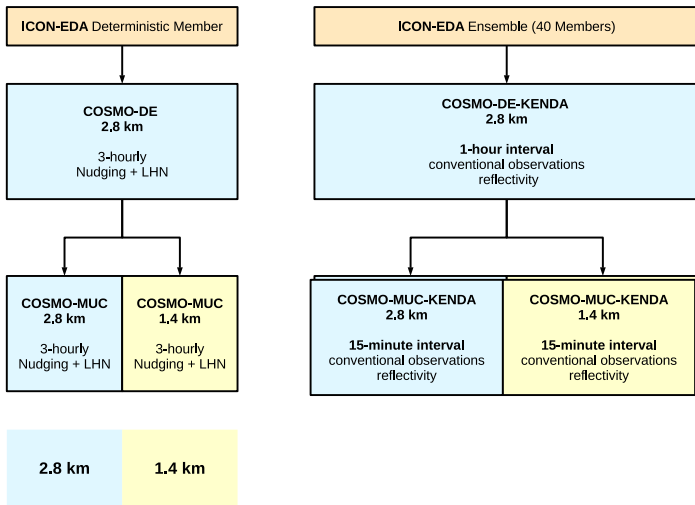 ICON-EDA Deterministic Member
ICON-EDA Ensemble (40 Members)
COSMO-DE
2.8 km
3-hourly
Nudging + LHN
COSMO-DE-KENDA
2.8 km
1-hour interval
conventional observations
reflectivity
COSMO-MUC
2.8 km
3-hourly
Nudging + LHN
COSMO-MUC
1.4 km
3-hourly
Nudging + LHN
COSMO-MUC-KENDA
2.8 km
15-minute interval
conventional observations
reflectivity
COSMO-MUC-KENDA
1.4 km
15-minute interval
conventional observations
reflectivity
2.8 km
1.4 km